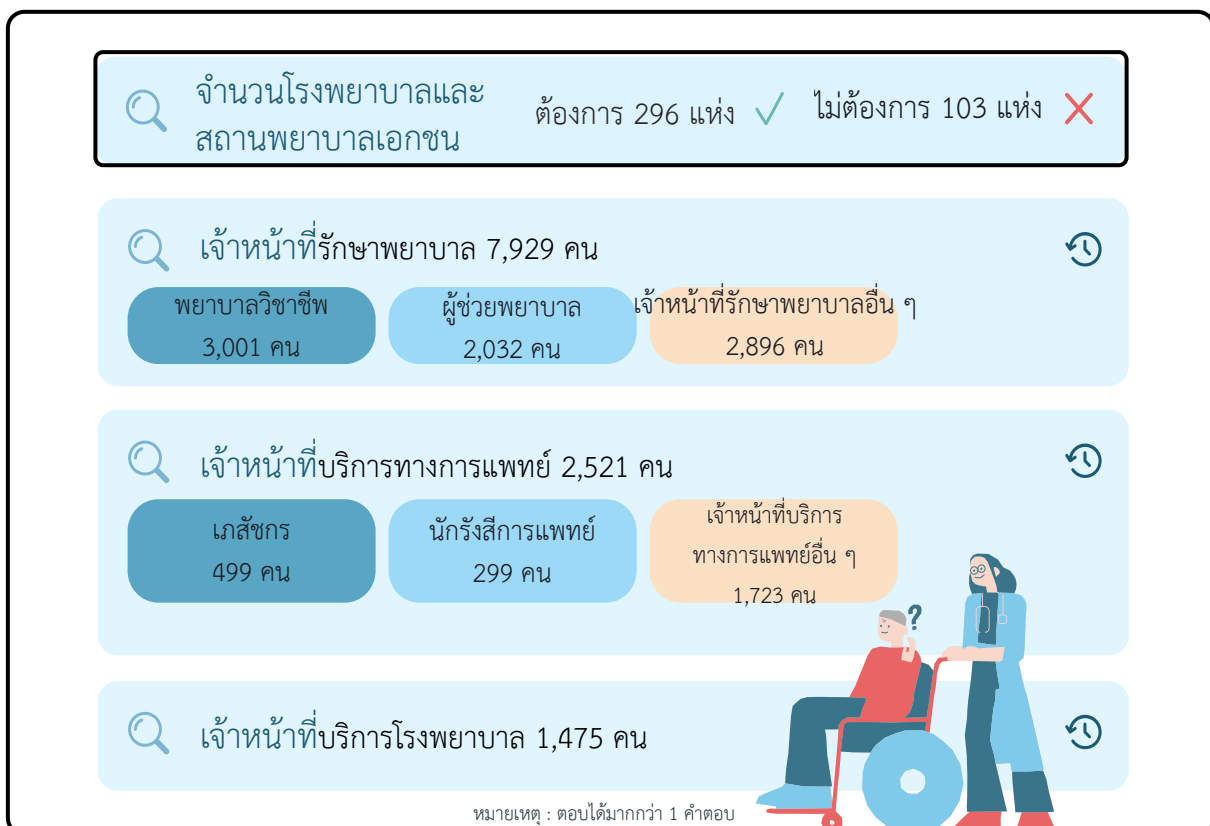 จำนวนโรงพยาบาลและ
สถานพยาบาลเอกชน
ต้องการ 296 แห่ง
ไม่ต้องการ 103 แห่ง
เจ้าหน้าที่รักษาพยาบาล 7,929 คน
พยาบาลวิชาชีพ
3,001 คน
ผู้ช่วยพยาบาล
2,032 คน
เจ้าหน้าที่รักษาพยาบาลอื่น ๆ
2,896 คน
เจ้าหน้าที่บริการทางการแพทย์ 2,521 คน
เภสัชกร
499 คน
นักรังสีการแพทย์
299 คน
เจ้าหน้าที่บริการ
ทางการแพทย์อื่น ๆ
1,723 คน
?
เจ้าหน้าที่บริการโรงพยาบาล 1,475 คน
หมายเหตุ : ตอบได้มากกว่า 1 คำตอบ